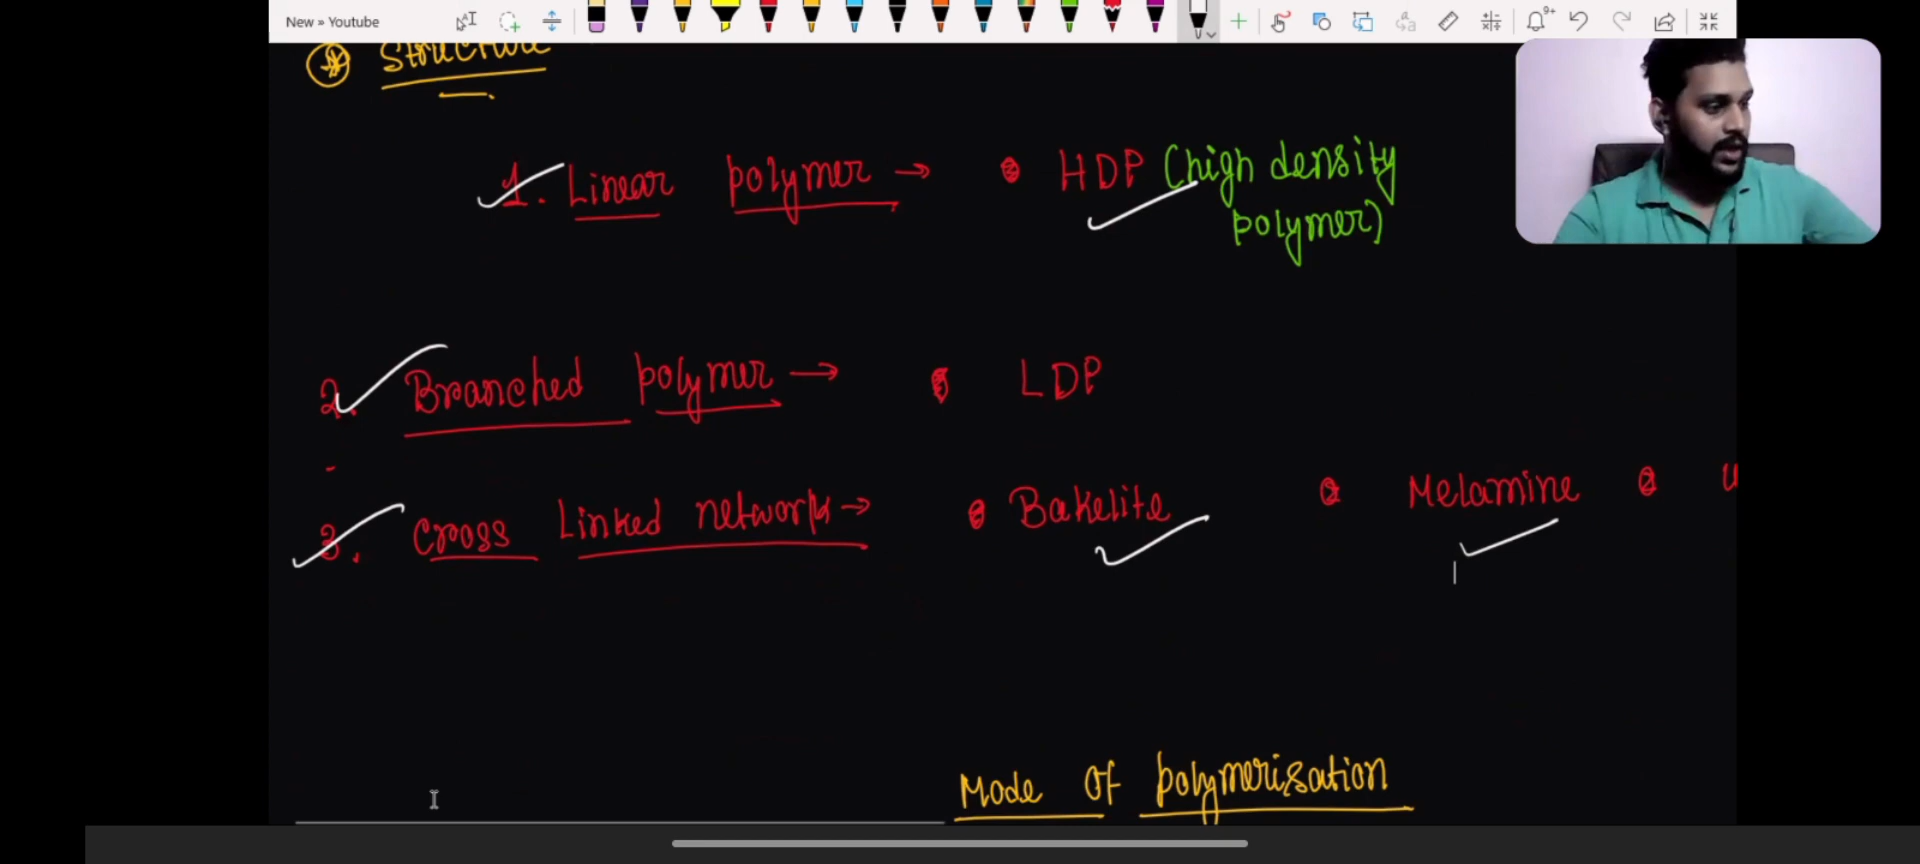 New » Youtube
9+
Structure
1. Linear polymer → HDP (high density
polymer)
2. Branched polymer → LDP
3. Cross Linked network → Bakelite Melamine
Mode of polymerisation